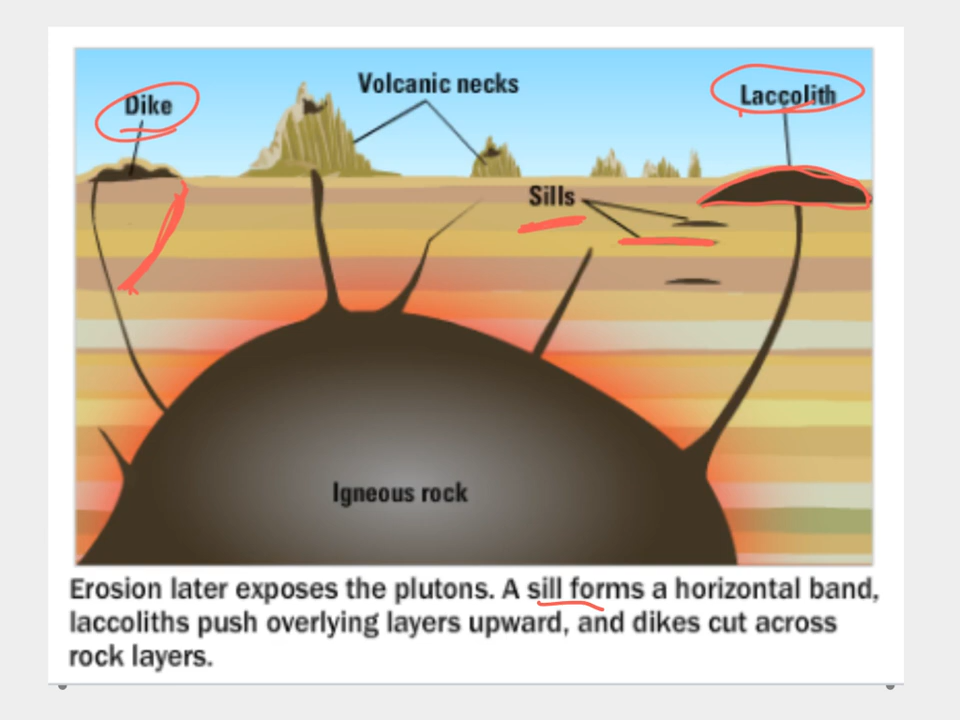 Volcanic necks
Dike
Laccolith
Sills
Igneous rock
Erosion later exposes the plutons. A sill forms a horizontal band,
laccoliths push overlying layers upward, and dikes cut across
rock layers.